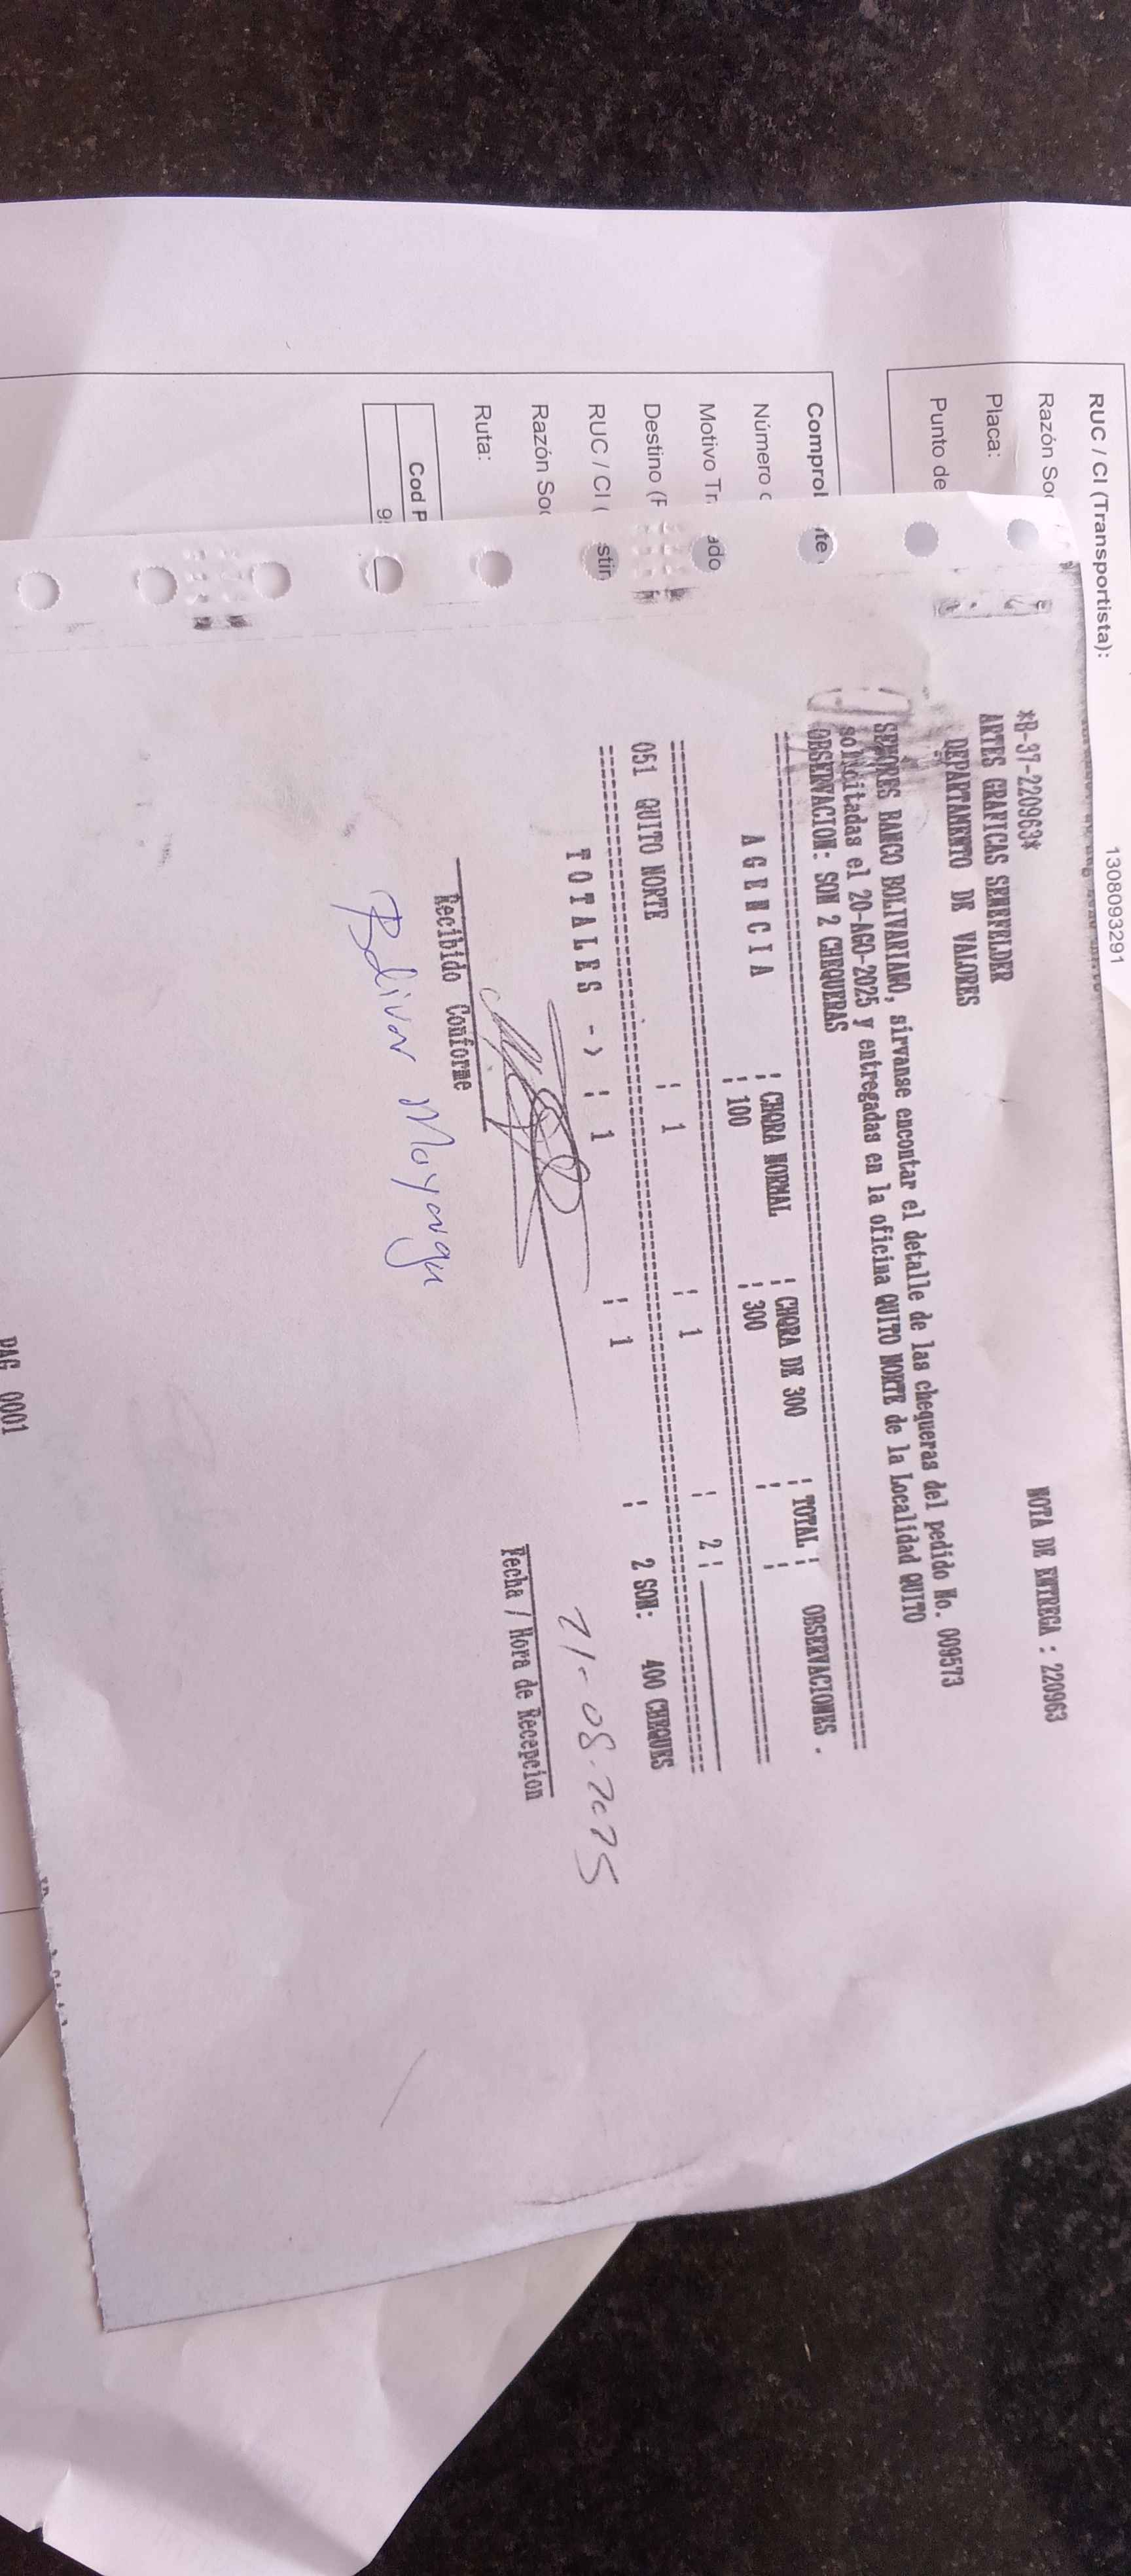 RUC / CI (Transportista): 1308093291
Razón Soc
Placa:
Punto de
Comprol
Número
Motivo Tr
Destino (F
RUC / CI (
Razón Soc
Ruta:
Cod P
9
*B-37-220963*
NOTA DE ENTREGA : 220963
ARTES GRAFICAS SENEFELDER
DEPARTAMENTO DE VALORES
SEÑORES BANCO BOLIVARIANO, sirvanse encontar el detalle de las chequeras del pedido No. 009573
solicitadas el 20-AGO-2025 y entregadas en la oficina QUITO NORTE de la Localidad QUITO
OBSERVACION: SON 2 CHEQUERAS
A G E N C I A ¦ CHQRA NORMAL ¦ CHQRA DE 300 ¦ TOTAL ¦ OBSERVACIONES .
¦ 100 ¦ 300 ¦ ¦
051 QUITO NORTE ¦ 1 ¦ 1 ¦ 2 ¦
T O T A L E S - > ¦ 1 ¦ 1 ¦ 2 SON: 400 CHEQUES
21-08-2025
Recibido Conforme
Fecha / Hora de Recepcion
Bolivar Mayorga
PAG 0001